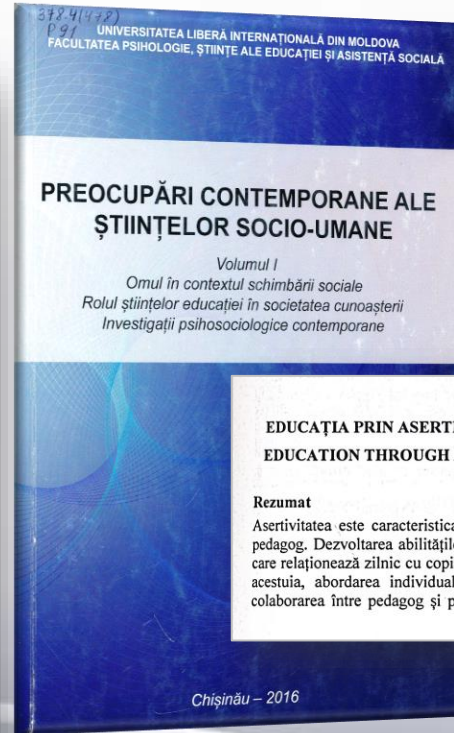 378.4(478)
P91
UNIVERSITATEA LIBERĂ INTERNAȚIONALĂ DIN MOLDOVA
FACULTATEA PSIHOLOGIE, ȘTIINȚE ALE EDUCAȚIEI ȘI ASISTENȚĂ SOCIALĂ
PREOCUPĂRI CONTEMPORANE ALE
ȘTIINȚELOR SOCIO-UMANE
Volumul I
Omul în contextul schimbării sociale
Rolul științelor educației în societatea cunoașterii
Investigații psihosociologice contemporane
EDUCAȚIA PRIN ASERTI
EDUCATION THROUGH
Rezumat
Asertivitatea este caracteristica
pedagog. Dezvoltarea abilitățil
care relaționează zilnic cu copi
acestuia, abordarea individual
colaborarea între pedagog și p
Chișinău – 2016